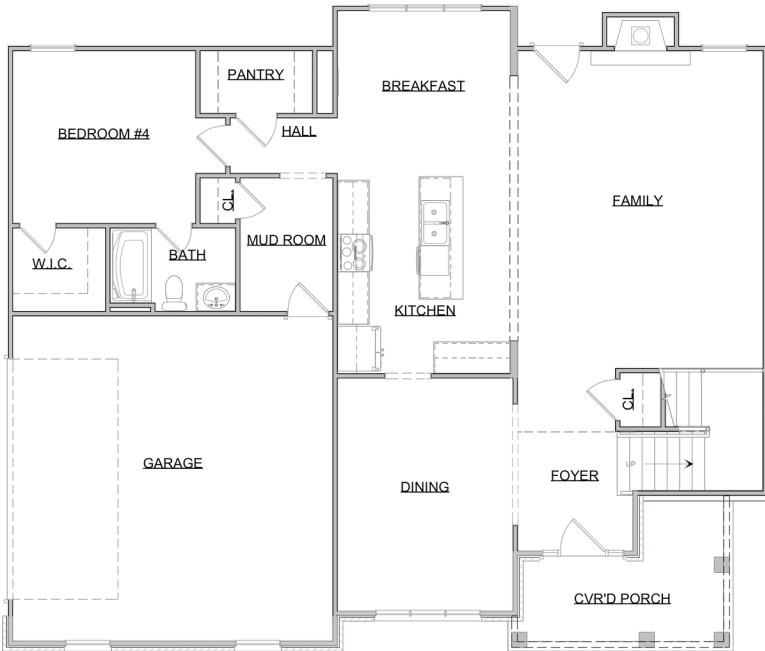 PANTRY
BREAKFAST
BEDROOM #4
HALL
CL.
FAMILY
MUD ROOM
BATH
W.I.C.
KITCHEN
CL.
GARAGE
UP
FOYER
DINING
CVR'D PORCH